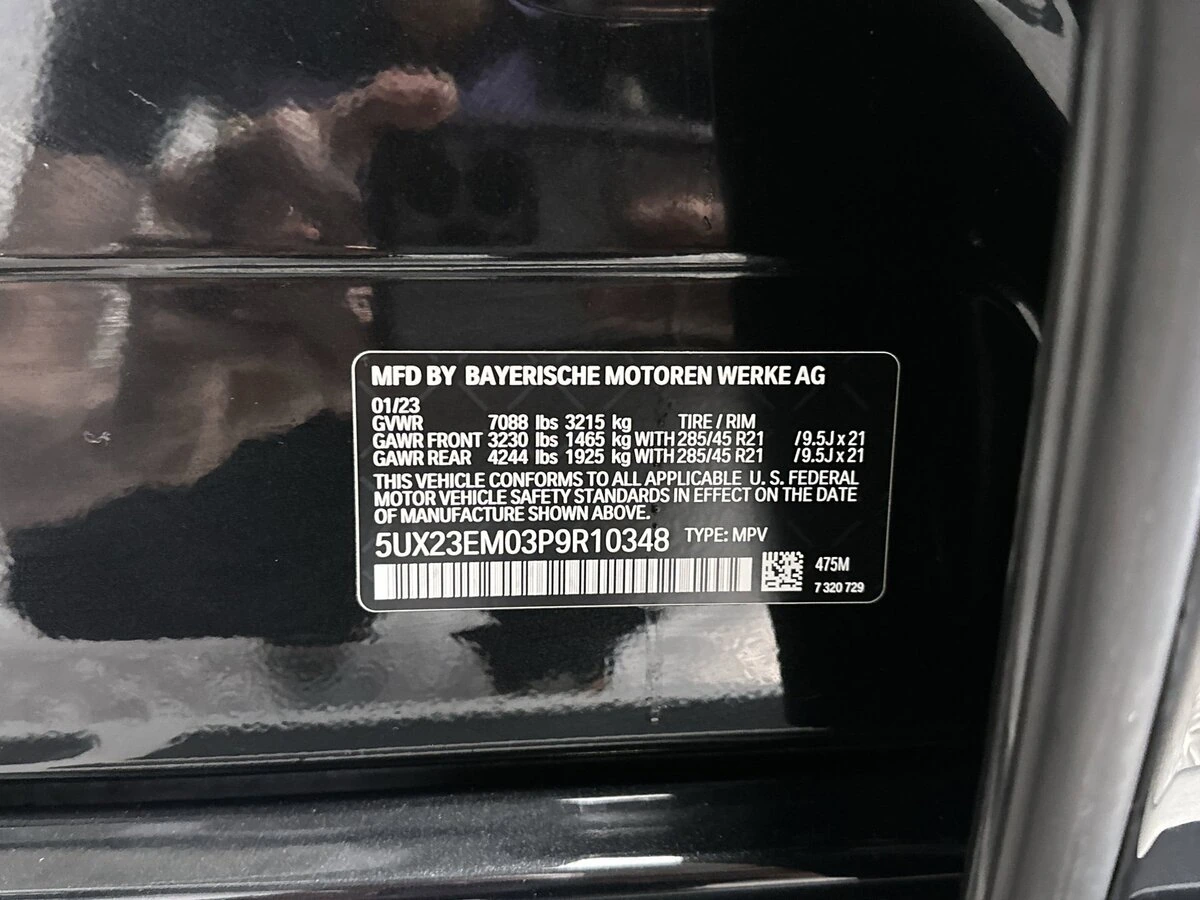 MFD BY BAYERISCHE MOTOREN WERKE AG
01/23
GVWR 7088 lbs 3215 kg TIRE / RIM
GAWR FRONT 3230 lbs 1465 kg WITH 285/45 R21 /9.5J x 21
GAWR REAR 4244 lbs 1925 kg WITH 285/45 R21 /9.5J x 21
THIS VEHICLE CONFORMS TO ALL APPLICABLE U. S. FEDERAL
MOTOR VEHICLE SAFETY STANDARDS IN EFFECT ON THE DATE
OF MANUFACTURE SHOWN ABOVE.
5UX23EM03P9R10348 TYPE: MPV
475M
7 320 729